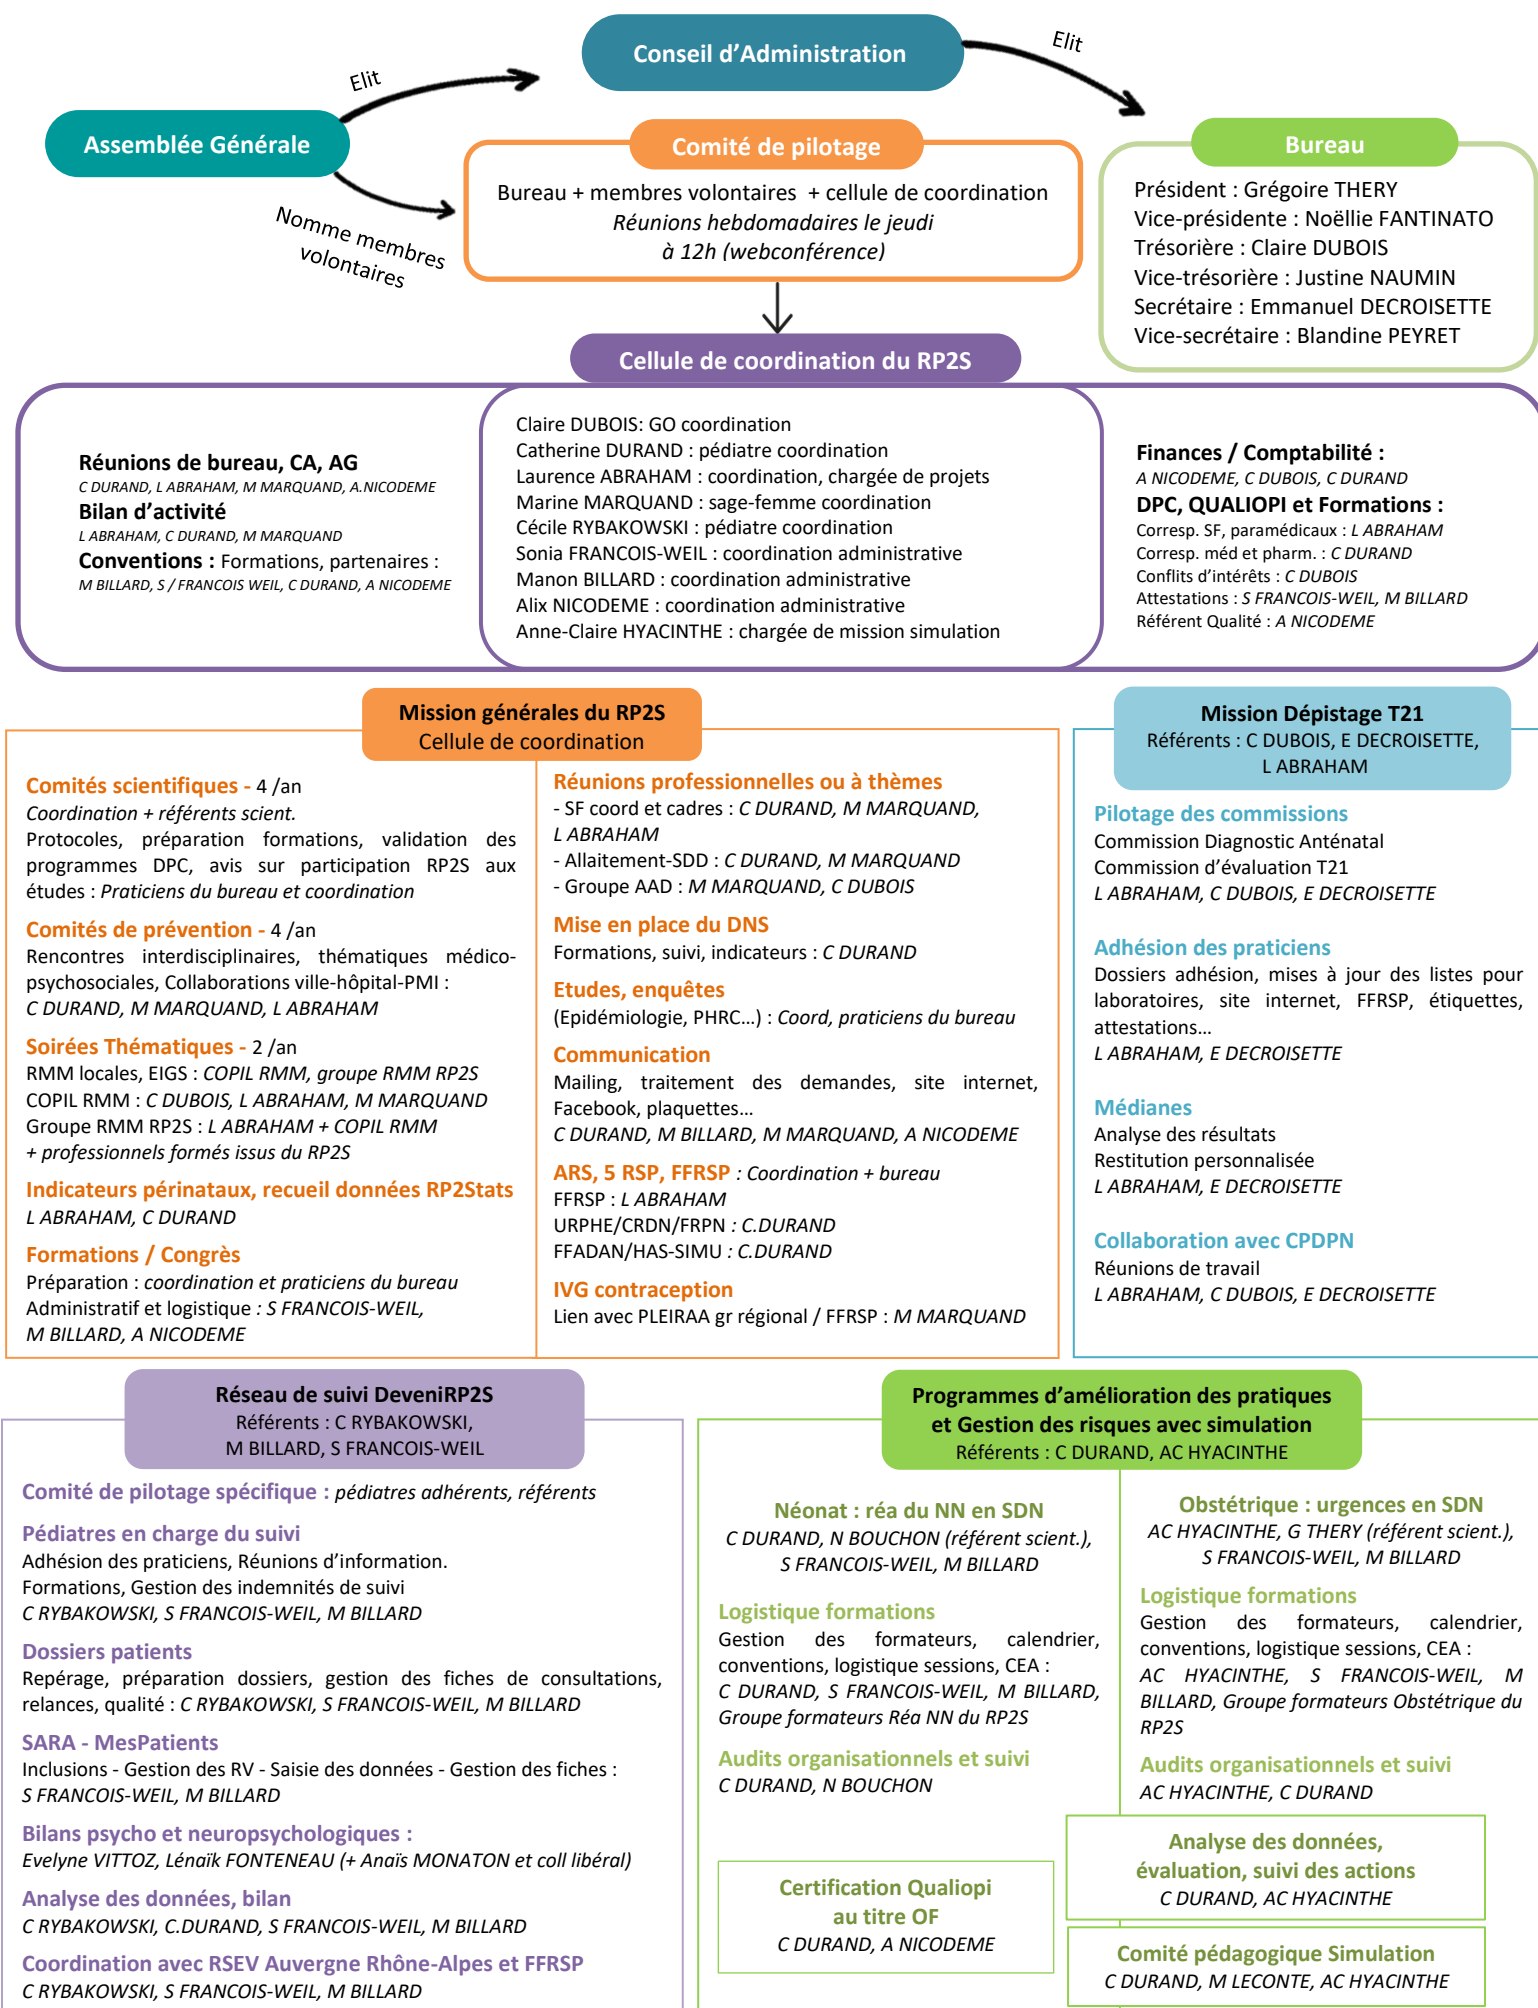 Conseil d'Administration
Elit
Elit
Assemblée Générale
Nomme membres
volontaires
Comité de pilotage
Bureau + membres volontaires + cellule de coordination
Réunions hebdomadaires le jeudi
à 12h (webconférence)
Bureau
Président : Grégoire THERY
Vice-présidente : Noëllie FANTINATO
Trésorière : Claire DUBOIS
Vice-trésorière : Justine NAUMIN
Secrétaire : Emmanuel DECROISETTE
Vice-secrétaire : Blandine PEYRET
Cellule de coordination du RP2S
Réunions de bureau, CA, AG
C DURAND, L ABRAHAM, M MARQUAND, A.NICODEME
Bilan d'activité
L ABRAHAM, C DURAND, M MARQUAND
Conventions : Formations, partenaires :
M BILLARD, S / FRANCOIS WEIL, C DURAND, A NICODEME
Claire DUBOIS: GO coordination
Catherine DURAND : pédiatre coordination
Laurence ABRAHAM : coordination, chargée de projets
Marine MARQUAND : sage-femme coordination
Cécile RYBAKOWSKI : pédiatre coordination
Sonia FRANCOIS-WEIL : coordination administrative
Manon BILLARD : coordination administrative
Alix NICODEME : coordination administrative
Anne-Claire HYACINTHE : chargée de mission simulation
Finances / Comptabilité :
A NICODEME, C DUBOIS, C DURAND
DPC, QUALIOPI et Formations :
Corresp. SF, paramédicaux : L ABRAHAM
Corresp. méd et pharm. : C DURAND
Conflits d'intérêts : C DUBOIS
Attestations : S FRANCOIS-WEIL, M BILLARD
Référent Qualité : A NICODEME
Mission générales du RP2S
Cellule de coordination
Comités scientifiques - 4 /an
Coordination + référents scient.
Protocoles, préparation formations, validation des
programmes DPC, avis sur participation RP2S aux
études : Praticiens du bureau et coordination
Comités de prévention - 4 /an
Rencontres interdisciplinaires, thématiques médico-
psychosociales, Collaborations ville-hôpital-PMI :
C DURAND, M MARQUAND, L ABRAHAM
Soirées Thématiques - 2 /an
RMM locales, EIGS : COPIL RMM, groupe RMM RP2S
COPIL RMM : C DUBOIS, L ABRAHAM, M MARQUAND
Groupe RMM RP2S : L ABRAHAM + COPIL RMM
+ professionnels formés issus du RP2S
Indicateurs périnataux, recueil données RP2Stats
L ABRAHAM, C DURAND
Formations / Congrès
Préparation : coordination et praticiens du bureau
Administratif et logistique : S FRANCOIS-WEIL,
M BILLARD, A NICODEME
Réunions professionnelles ou à thèmes
- SF coord et cadres : C DURAND, M MARQUAND,
L ABRAHAM
- Allaitement-SDD : C DURAND, M MARQUAND
- Groupe AAD : M MARQUAND, C DUBOIS
Mise en place du DNS
Formations, suivi, indicateurs : C DURAND
Etudes, enquêtes
(Epidémiologie, PHRC…) : Coord, praticiens du bureau
Communication
Mailing, traitement des demandes, site internet,
Facebook, plaquettes…
C DURAND, M BILLARD, M MARQUAND, A NICODEME
ARS, 5 RSP, FFRSP : Coordination + bureau
FFRSP : L ABRAHAM
URPHE/CRDN/FRPN : C.DURAND
FFADAN/HAS-SIMU : C.DURAND
IVG contraception
Lien avec PLEIRAA gr régional / FFRSP : M MARQUAND
Mission Dépistage T21
Référents : C DUBOIS, E DECROISETTE,
L ABRAHAM
Pilotage des commissions
Commission Diagnostic Anténatal
Commission d'évaluation T21
L ABRAHAM, C DUBOIS, E DECROISETTE
Adhésion des praticiens
Dossiers adhésion, mises à jour des listes pour
laboratoires, site internet, FFRSP, étiquettes,
attestations…
L ABRAHAM, E DECROISETTE
Médianes
Analyse des résultats
Restitution personnalisée
L ABRAHAM, E DECROISETTE
Collaboration avec CPDPN
Réunions de travail
L ABRAHAM, C DUBOIS, E DECROISETTE
Réseau de suivi DeveniRP2S
Référents : C RYBAKOWSKI,
M BILLARD, S FRANCOIS-WEIL
Comité de pilotage spécifique : pédiatres adhérents, référents
Pédiatres en charge du suivi
Adhésion des praticiens, Réunions d'information.
Formations, Gestion des indemnités de suivi
C RYBAKOWSKI, S FRANCOIS-WEIL, M BILLARD
Dossiers patients
Repérage, préparation dossiers, gestion des fiches de consultations,
relances, qualité : C RYBAKOWSKI, S FRANCOIS-WEIL, M BILLARD
SARA - MesPatients
Inclusions - Gestion des RV - Saisie des données - Gestion des fiches :
S FRANCOIS-WEIL, M BILLARD
Bilans psycho et neuropsychologiques :
Evelyne VITTOZ, Lénaïk FONTENEAU (+ Anaïs MONATON et coll libéral)
Analyse des données, bilan
C RYBAKOWSKI, C.DURAND, S FRANCOIS-WEIL, M BILLARD
Coordination avec RSEV Auvergne Rhône-Alpes et FFRSP
C RYBAKOWSKI, S FRANCOIS-WEIL, M BILLARD
Programmes d'amélioration des pratiques
et Gestion des risques avec simulation
Référents : C DURAND, AC HYACINTHE
Néonat : réa du NN en SDN
C DURAND, N BOUCHON (référent scient.),
S FRANCOIS-WEIL, M BILLARD
Logistique formations
Gestion des formateurs, calendrier,
conventions, logistique sessions, CEA :
C DURAND, S FRANCOIS-WEIL, M BILLARD,
Groupe formateurs Réa NN du RP2S
Audits organisationnels et suivi
C DURAND, N BOUCHON
Certification Qualiopi
au titre OF
C DURAND, A NICODEME
Obstétrique : urgences en SDN
AC HYACINTHE, G THERY (référent scient.),
S FRANCOIS-WEIL, M BILLARD
Logistique formations
Gestion des formateurs, calendrier,
conventions, logistique sessions, CEA :
AC HYACINTHE, S FRANCOIS-WEIL, M
BILLARD, Groupe formateurs Obstétrique du
RP2S
Audits organisationnels et suivi
AC HYACINTHE, C DURAND
Analyse des données,
évaluation, suivi des actions
C DURAND, AC HYACINTHE
Comité pédagogique Simulation
C DURAND, M LECONTE, AC HYACINTHE